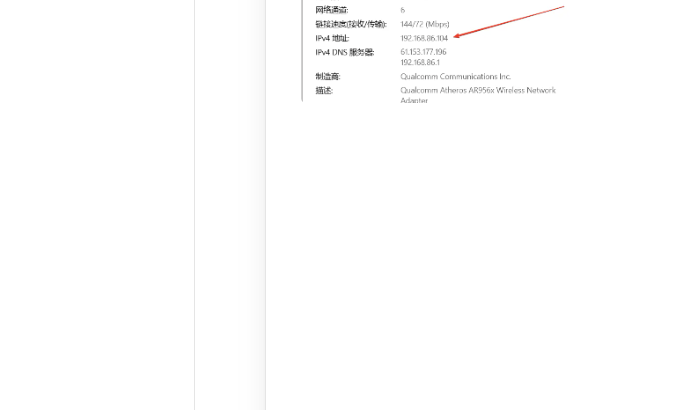 网络通道: 6
链接速度(接收/传输): 144/72 (Mbps)
IPv4 地址: 192.168.86.104
IPv4 DNS 服务器: 61.153.177.196
192.168.86.1
制造商: Qualcomm Communications Inc.
描述: Qualcomm Atheros AR956x Wireless Network
Adapter